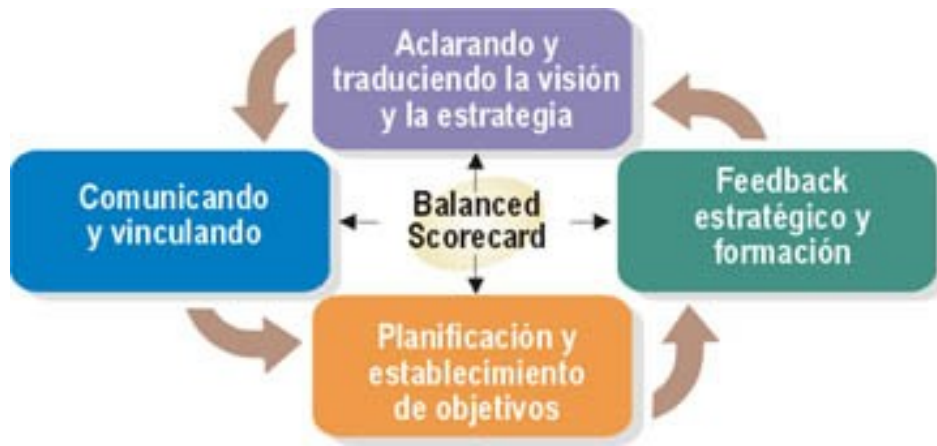 Aclarando y
traduciendo la visión
y la estrategia
Comunicando
y vinculando
Balanced
Scorecard
Feedback
estratégico y
formación
Planificación y
establecimiento
de objetivos